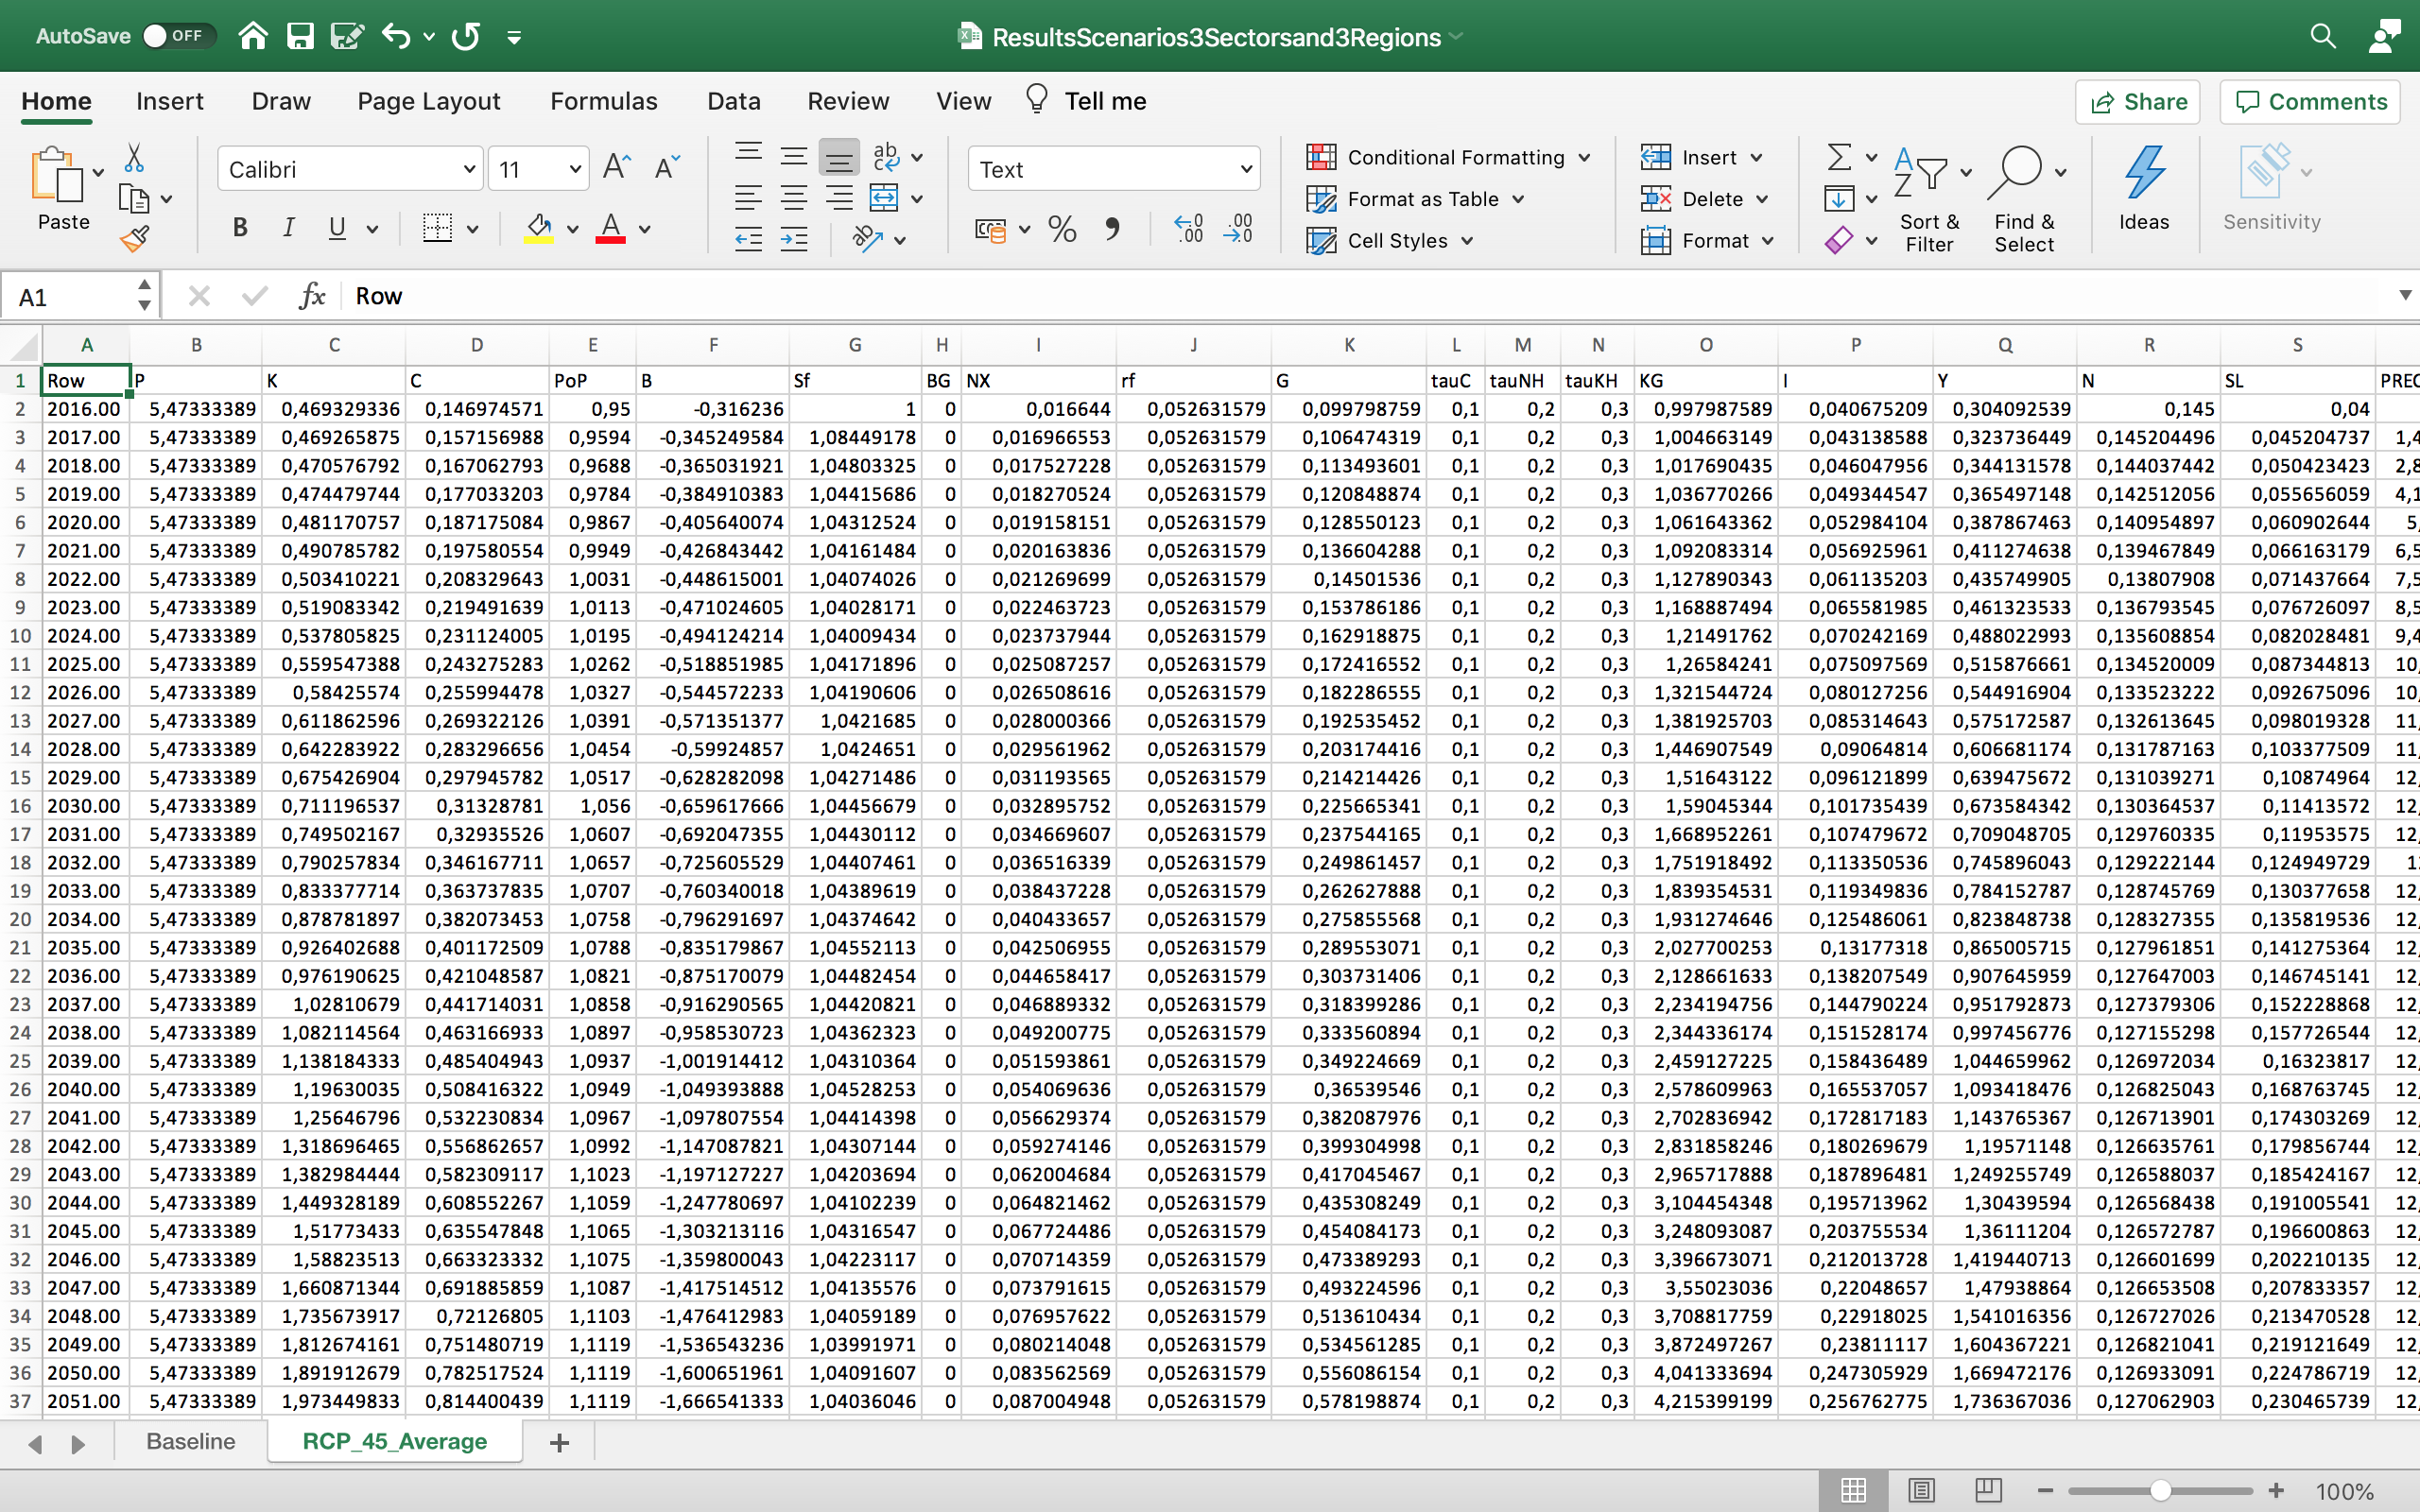 AutoSave OFF ResultsScenarios3Sectorsand3Regions
Home Insert Draw Page Layout Formulas Data Review View Tell me Share Comments
Paste Calibri 11 Text Conditional Formatting Format as Table Cell Styles Insert Delete Format Sort & Filter Find & Select Ideas Sensitivity
A1 fx Row
A B C D E F G H I J K L M N O P Q R S
1 Row P K C PoP B Sf BG NX rf G tauC tauNH tauKH KG I Y N SL PREC
2 2016.00 5,47333389 0,469329336 0,146974571 0,95 -0,316236 1 0 0,016644 0,052631579 0,099798759 0,1 0,2 0,3 0,997987589 0,040675209 0,304092539 0,145 0,04
3 2017.00 5,47333389 0,469265875 0,157156988 0,9594 -0,345249584 1,08449178 0 0,016966553 0,052631579 0,106474319 0,1 0,2 0,3 1,004663149 0,043138588 0,323736449 0,145204496 0,045204737 1,4
4 2018.00 5,47333389 0,470576792 0,167062793 0,9688 -0,365031921 1,04803325 0 0,017527228 0,052631579 0,113493601 0,1 0,2 0,3 1,017690435 0,046047956 0,344131578 0,144037442 0,050423423 2,8
5 2019.00 5,47333389 0,474479744 0,177033203 0,9784 -0,384910383 1,04415686 0 0,018270524 0,052631579 0,120848874 0,1 0,2 0,3 1,036770266 0,049344547 0,365497148 0,142512056 0,055656059 4,1
6 2020.00 5,47333389 0,481170757 0,187175084 0,9867 -0,405640074 1,04312524 0 0,019158151 0,052631579 0,128550123 0,1 0,2 0,3 1,061643362 0,052984104 0,387867463 0,140954897 0,060902644 5,
7 2021.00 5,47333389 0,490785782 0,197580554 0,9949 -0,426843442 1,04161484 0 0,020163836 0,052631579 0,136604288 0,1 0,2 0,3 1,092083314 0,056925961 0,411274638 0,139467849 0,066163179 6,5
8 2022.00 5,47333389 0,503410221 0,208329643 1,0031 -0,448615001 1,04074026 0 0,021269699 0,052631579 0,14501536 0,1 0,2 0,3 1,127890343 0,061135203 0,435749905 0,13807908 0,071437664 7,5
9 2023.00 5,47333389 0,519083342 0,219491639 1,0113 -0,471024605 1,04028171 0 0,022463723 0,052631579 0,153786186 0,1 0,2 0,3 1,168887494 0,065581985 0,461323533 0,136793545 0,076726097 8,5
10 2024.00 5,47333389 0,537805825 0,231124005 1,0195 -0,494124214 1,04009434 0 0,023737944 0,052631579 0,162918875 0,1 0,2 0,3 1,21491762 0,070242169 0,488022993 0,135608854 0,082028481 9,4
11 2025.00 5,47333389 0,559547388 0,243275283 1,0262 -0,518851985 1,04171896 0 0,025087257 0,052631579 0,172416552 0,1 0,2 0,3 1,26584241 0,075097569 0,515876661 0,134520009 0,087344813 10,
12 2026.00 5,47333389 0,58425574 0,255994478 1,0327 -0,544572233 1,04190606 0 0,026508616 0,052631579 0,182286555 0,1 0,2 0,3 1,321544724 0,080127256 0,544916904 0,133523222 0,092675096 10,
13 2027.00 5,47333389 0,611862596 0,269322126 1,0391 -0,571351377 1,0421685 0 0,028000366 0,052631579 0,192535452 0,1 0,2 0,3 1,381925703 0,085314643 0,575172587 0,132613645 0,098019328 11,
14 2028.00 5,47333389 0,642283922 0,283296656 1,0454 -0,59924857 1,0424651 0 0,029561962 0,052631579 0,203174416 0,1 0,2 0,3 1,446907549 0,09064814 0,606681174 0,131787163 0,103377509 11,
15 2029.00 5,47333389 0,675426904 0,297945782 1,0517 -0,628282098 1,04271486 0 0,031193565 0,052631579 0,214214426 0,1 0,2 0,3 1,51643122 0,096121899 0,639475672 0,131039271 0,10874964 12,
16 2030.00 5,47333389 0,711196537 0,31328781 1,056 -0,659617666 1,04456679 0 0,032895752 0,052631579 0,225665341 0,1 0,2 0,3 1,59045344 0,101735439 0,673584342 0,130364537 0,11413572 12,
17 2031.00 5,47333389 0,749502167 0,32935526 1,0607 -0,692047355 1,04430112 0 0,034669607 0,052631579 0,237544165 0,1 0,2 0,3 1,668952261 0,107479672 0,709048705 0,129760335 0,11953575 12,
18 2032.00 5,47333389 0,790257834 0,346167711 1,0657 -0,725605529 1,04407461 0 0,036516339 0,052631579 0,249861457 0,1 0,2 0,3 1,751918492 0,113350536 0,745896043 0,129222144 0,124949729 1
19 2033.00 5,47333389 0,833377714 0,363737835 1,0707 -0,760340018 1,04389619 0 0,038437228 0,052631579 0,262627888 0,1 0,2 0,3 1,839354531 0,119349836 0,784152787 0,128745769 0,130377658 12,
20 2034.00 5,47333389 0,878781897 0,382073453 1,0758 -0,796291697 1,04374642 0 0,040433657 0,052631579 0,275855568 0,1 0,2 0,3 1,931274646 0,125486061 0,823848738 0,128327355 0,135819536 12,
21 2035.00 5,47333389 0,926402688 0,401172509 1,0788 -0,835179867 1,04552113 0 0,042506955 0,052631579 0,289553071 0,1 0,2 0,3 2,027700253 0,13177318 0,865005715 0,127961851 0,141275364 12,
22 2036.00 5,47333389 0,976190625 0,421048587 1,0821 -0,875170079 1,04482454 0 0,044658417 0,052631579 0,303731406 0,1 0,2 0,3 2,128661633 0,138207549 0,907645959 0,127647003 0,146745141 12,
23 2037.00 5,47333389 1,02810679 0,441714031 1,0858 -0,916290565 1,04420821 0 0,046889332 0,052631579 0,318399286 0,1 0,2 0,3 2,234194756 0,144790224 0,951792873 0,127379306 0,152228868 12,
24 2038.00 5,47333389 1,082114564 0,463166933 1,0897 -0,958530723 1,04362323 0 0,049200775 0,052631579 0,333560894 0,1 0,2 0,3 2,344336174 0,151528174 0,997456776 0,127155298 0,157726544 12,
25 2039.00 5,47333389 1,138184333 0,485404943 1,0937 -1,001914412 1,04310364 0 0,051593861 0,052631579 0,349224669 0,1 0,2 0,3 2,459127225 0,158436489 1,044659962 0,126972034 0,16323817 12,
26 2040.00 5,47333389 1,19630035 0,508416322 1,0949 -1,049393888 1,04528253 0 0,054069636 0,052631579 0,36539546 0,1 0,2 0,3 2,578609963 0,165537057 1,093418476 0,126825043 0,168763745 12,
27 2041.00 5,47333389 1,25646796 0,532230834 1,0967 -1,097807554 1,04414398 0 0,056629374 0,052631579 0,382087976 0,1 0,2 0,3 2,702836942 0,172817183 1,143765367 0,126713901 0,174303269 12,
28 2042.00 5,47333389 1,318696465 0,556862657 1,0992 -1,147087821 1,04307144 0 0,059274146 0,052631579 0,399304998 0,1 0,2 0,3 2,831858246 0,180269679 1,19571148 0,126635761 0,179856744 12,
29 2043.00 5,47333389 1,382984444 0,582309117 1,1023 -1,197127227 1,04203694 0 0,062004684 0,052631579 0,417045467 0,1 0,2 0,3 2,965717888 0,187896481 1,249255749 0,126588037 0,185424167 12,
30 2044.00 5,47333389 1,449328189 0,608552267 1,1059 -1,247780697 1,04102239 0 0,064821462 0,052631579 0,435308249 0,1 0,2 0,3 3,104454348 0,195713962 1,30439594 0,126568438 0,191005541 12,
31 2045.00 5,47333389 1,51773433 0,635547848 1,1065 -1,303213116 1,04316547 0 0,067724486 0,052631579 0,454084173 0,1 0,2 0,3 3,248093087 0,203755534 1,36111204 0,126572787 0,196600863 12,
32 2046.00 5,47333389 1,58823513 0,663323332 1,1075 -1,359800043 1,04223117 0 0,070714359 0,052631579 0,473389293 0,1 0,2 0,3 3,396673071 0,212013728 1,419440713 0,126601699 0,202210135 12,
33 2047.00 5,47333389 1,660871344 0,691885859 1,1087 -1,417514512 1,04135576 0 0,073791615 0,052631579 0,493224596 0,1 0,2 0,3 3,55023036 0,22048657 1,47938864 0,126653508 0,207833357 12,
34 2048.00 5,47333389 1,735673917 0,72126805 1,1103 -1,476412983 1,04059189 0 0,076957622 0,052631579 0,513610434 0,1 0,2 0,3 3,708817759 0,22918025 1,541016356 0,126727026 0,213470528 12,
35 2049.00 5,47333389 1,812674161 0,751480719 1,1119 -1,536543236 1,03991971 0 0,080214048 0,052631579 0,534561285 0,1 0,2 0,3 3,872497267 0,23811117 1,604367221 0,126821041 0,219121649 12,
36 2050.00 5,47333389 1,891912679 0,782517524 1,1119 -1,600651961 1,04091607 0 0,083562569 0,052631579 0,556086154 0,1 0,2 0,3 4,041333694 0,247305929 1,669472176 0,126933091 0,224786719 12,
37 2051.00 5,47333389 1,973449833 0,814400439 1,1119 -1,666541333 1,04036046 0 0,087004948 0,052631579 0,578198874 0,1 0,2 0,3 4,215399199 0,256762775 1,736367036 0,127062903 0,230465739 12,
Baseline RCP_45_Average
100%